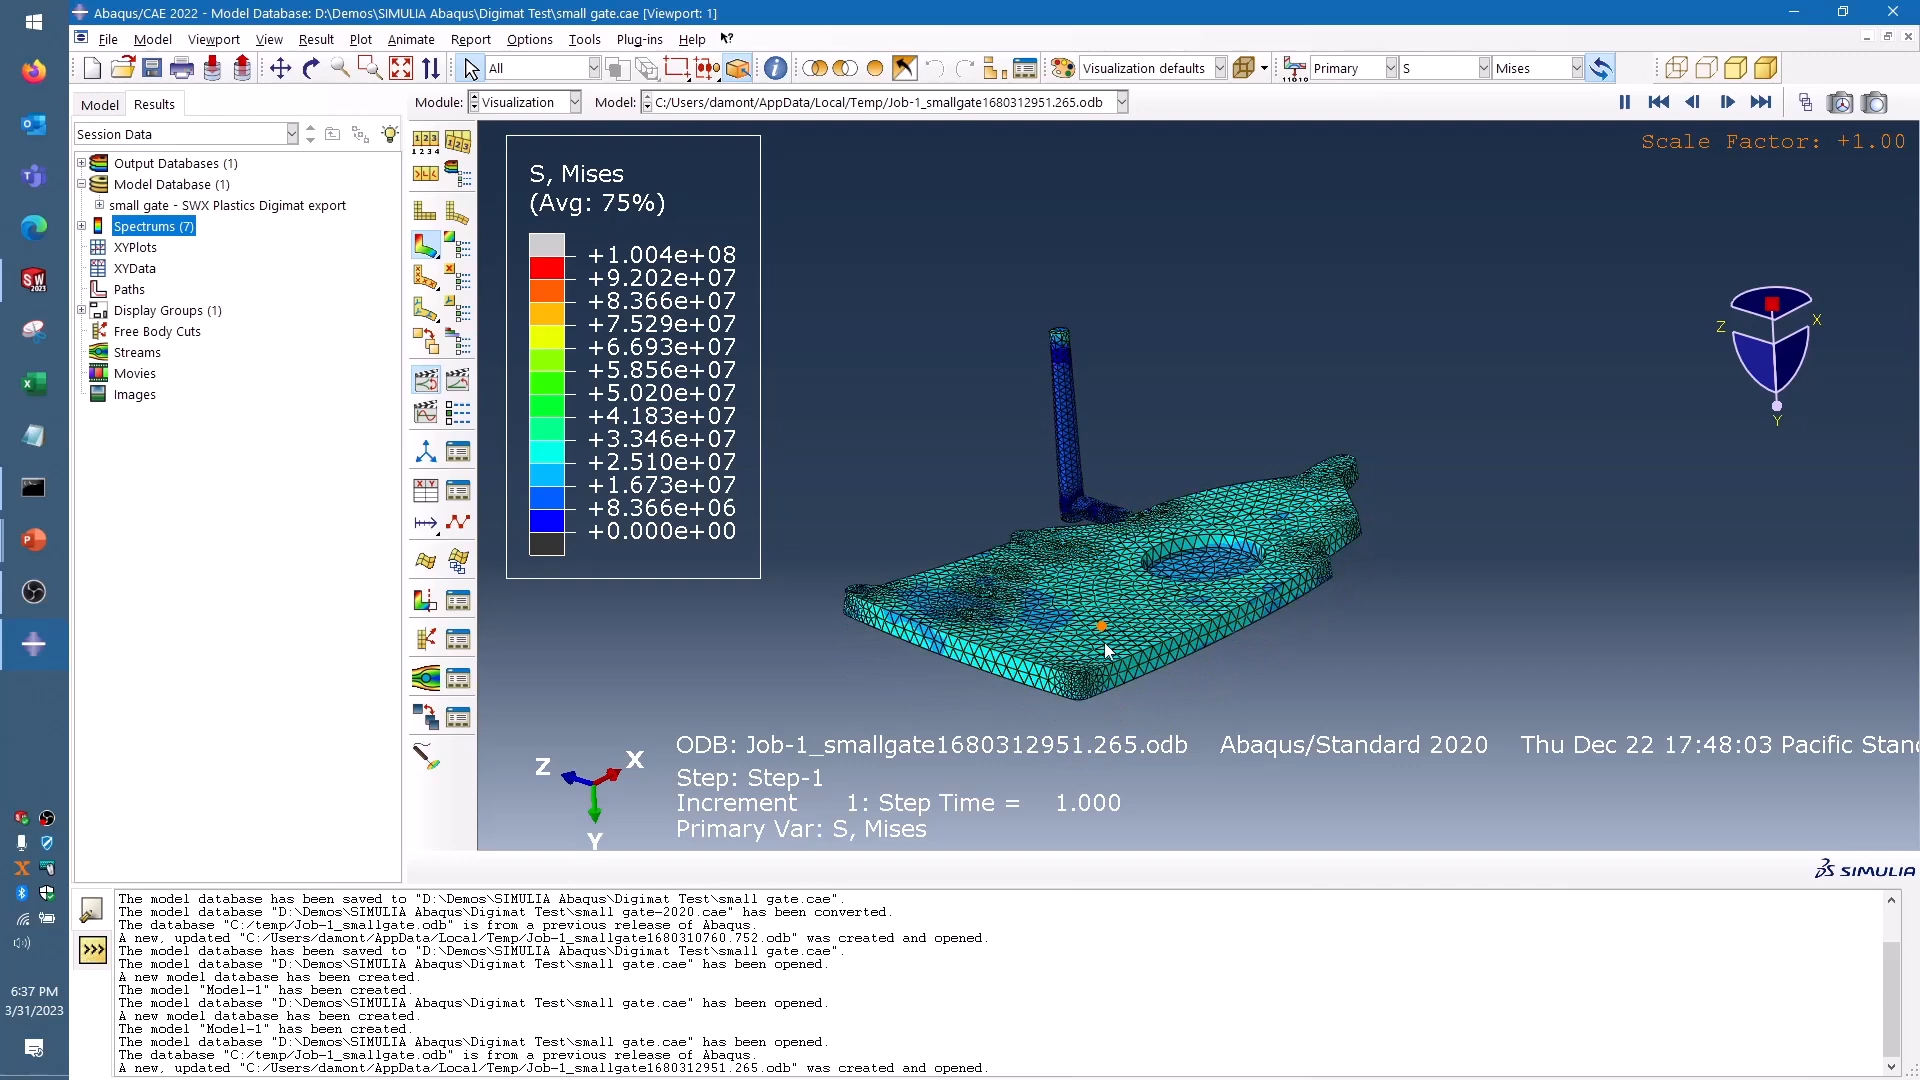 Abaqus/CAE 2022 - Model Database: D:\Demos\SIMULIA Abaqus\Digimat Test\small gate.cae [Viewport: 1]
File Model Viewport View Result Plot Animate Report Options Tools Plug-ins Help
All
Visualization defaults
Primary
S
Mises
Model Results
Module: Visualization Model: C:/Users/damont/AppData/Local/Temp/Job-1_smallgate1680312951.265.odb
Session Data
Output Databases (1)
Model Database (1)
small gate - SWX Plastics Digimat export
Spectrums (7)
XYPlots
XYData
Paths
Display Groups (1)
Free Body Cuts
Streams
Movies
Images
Scale Factor: +1.00
S, Mises
(Avg: 75%)
+1.004e+08
+9.202e+07
+8.366e+07
+7.529e+07
+6.693e+07
+5.856e+07
+5.020e+07
+4.183e+07
+3.346e+07
+2.510e+07
+1.673e+07
+8.366e+06
+0.000e+00
Z X
Y
Z X
Y
ODB: Job-1_smallgate1680312951.265.odb Abaqus/Standard 2020 Thu Dec 22 17:48:03 Pacific Stan
Step: Step-1
Increment 1: Step Time = 1.000
Primary Var: S, Mises
SIMULIA
The model database has been saved to "D:\Demos\SIMULIA Abaqus\Digimat Test\small gate.cae".
The model database "D:\Demos\SIMULIA Abaqus\Digimat Test\small gate-2020.cae" has been converted.
The database "C:/temp/Job-1_smallgate.odb" is from a previous release of Abaqus.
A new, updated "C:/Users/damont/AppData/Local/Temp/Job-1_smallgate1680310760.752.odb" was created and opened.
The model database has been saved to "D:\Demos\SIMULIA Abaqus\Digimat Test\small gate.cae".
The model database "D:\Demos\SIMULIA Abaqus\Digimat Test\small gate.cae" has been opened.
A new model database has been created.
The model "Model-1" has been created.
The model database "D:\Demos\SIMULIA Abaqus\Digimat Test\small gate.cae" has been opened.
A new model database has been created.
The model "Model-1" has been created.
The model database "D:\Demos\SIMULIA Abaqus\Digimat Test\small gate.cae" has been opened.
The database "C:/temp/Job-1_smallgate.odb" is from a previous release of Abaqus.
A new, updated "C:/Users/damont/AppData/Local/Temp/Job-1_smallgate1680312951.265.odb" was created and opened.
6:37 PM
3/31/2023